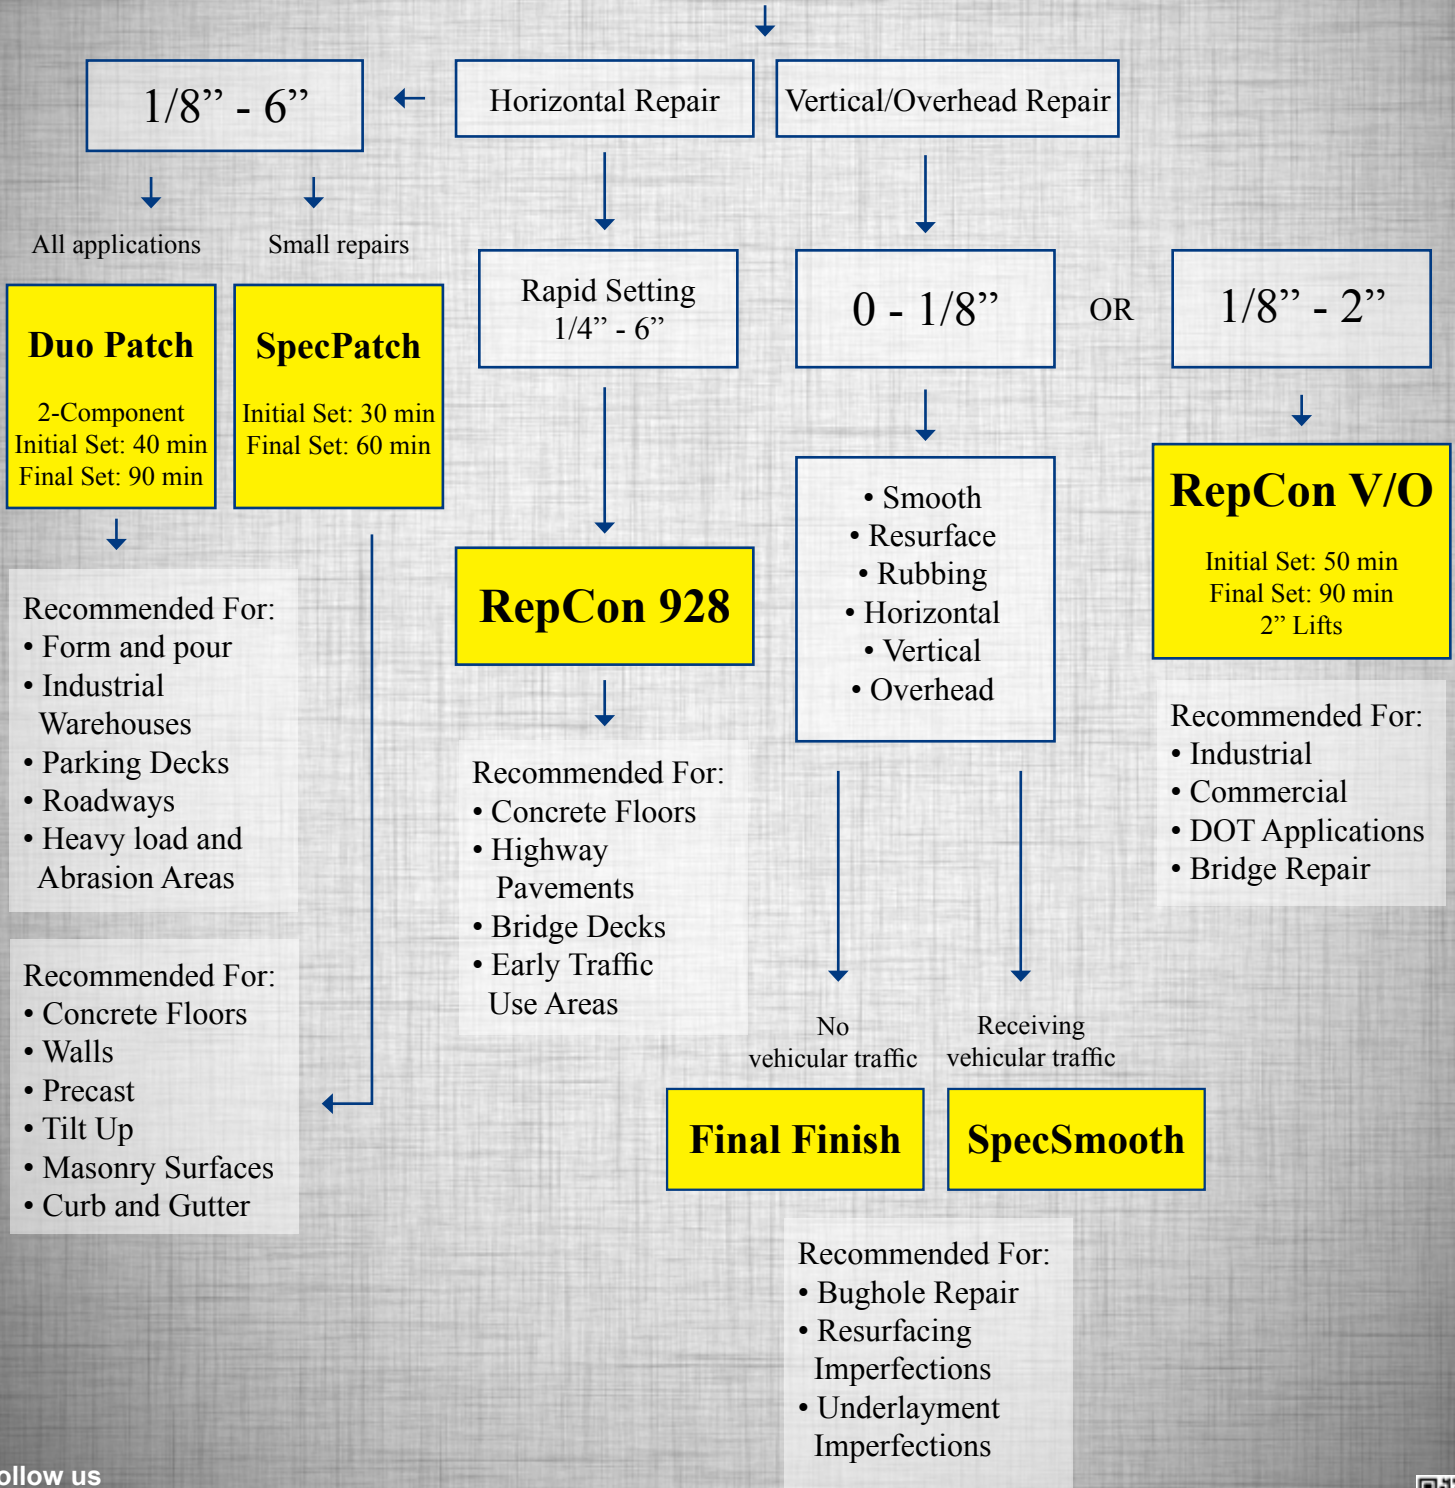 Horizontal Repair
Vertical/Overhead Repair
1/8” - 6”
All applications
Small repairs
Duo Patch
2-Component
Initial Set: 40 min
Final Set: 90 min
SpecPatch
Initial Set: 30 min
Final Set: 60 min
Recommended For:
• Form and pour
• Industrial
Warehouses
• Parking Decks
• Roadways
• Heavy load and
Abrasion Areas
Recommended For:
• Concrete Floors
• Walls
• Precast
• Tilt Up
• Masonry Surfaces
• Curb and Gutter
Rapid Setting
1/4” - 6”
RepCon 928
Recommended For:
• Concrete Floors
• Highway
Pavements
• Bridge Decks
• Early Traffic
Use Areas
0 - 1/8”
OR
1/8” - 2”
• Smooth
• Resurface
• Rubbing
• Horizontal
• Vertical
• Overhead
No
vehicular traffic
Final Finish
Receiving
vehicular traffic
SpecSmooth
Recommended For:
• Bughole Repair
• Resurfacing
Imperfections
• Underlayment
Imperfections
RepCon V/O
Initial Set: 50 min
Final Set: 90 min
2” Lifts
Recommended For:
• Industrial
• Commercial
• DOT Applications
• Bridge Repair
ollow us